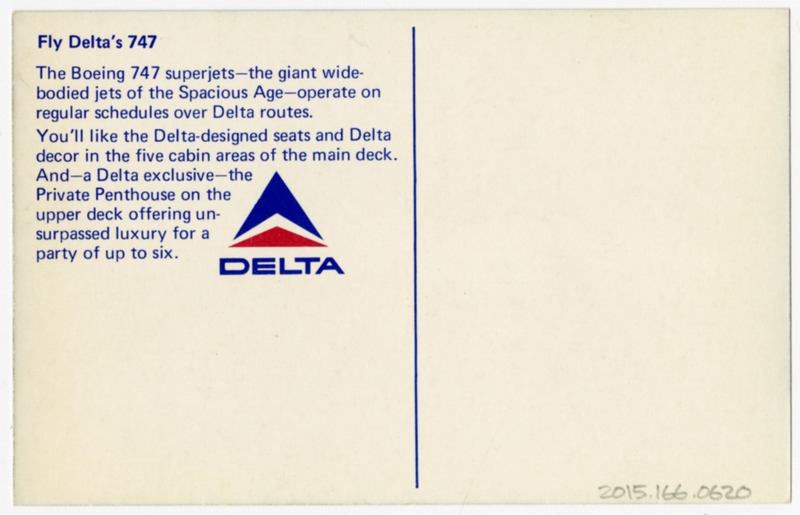 Fly Delta's 747
The Boeing 747 superjets—the giant wide-
bodied jets of the Spacious Age—operate on
regular schedules over Delta routes.
You'll like the Delta-designed seats and Delta
decor in the five cabin areas of the main deck.
And—a Delta exclusive—the
Private Penthouse on the
upper deck offering un-
surpassed luxury for a
party of up to six.
DELTA
2015.166.0620